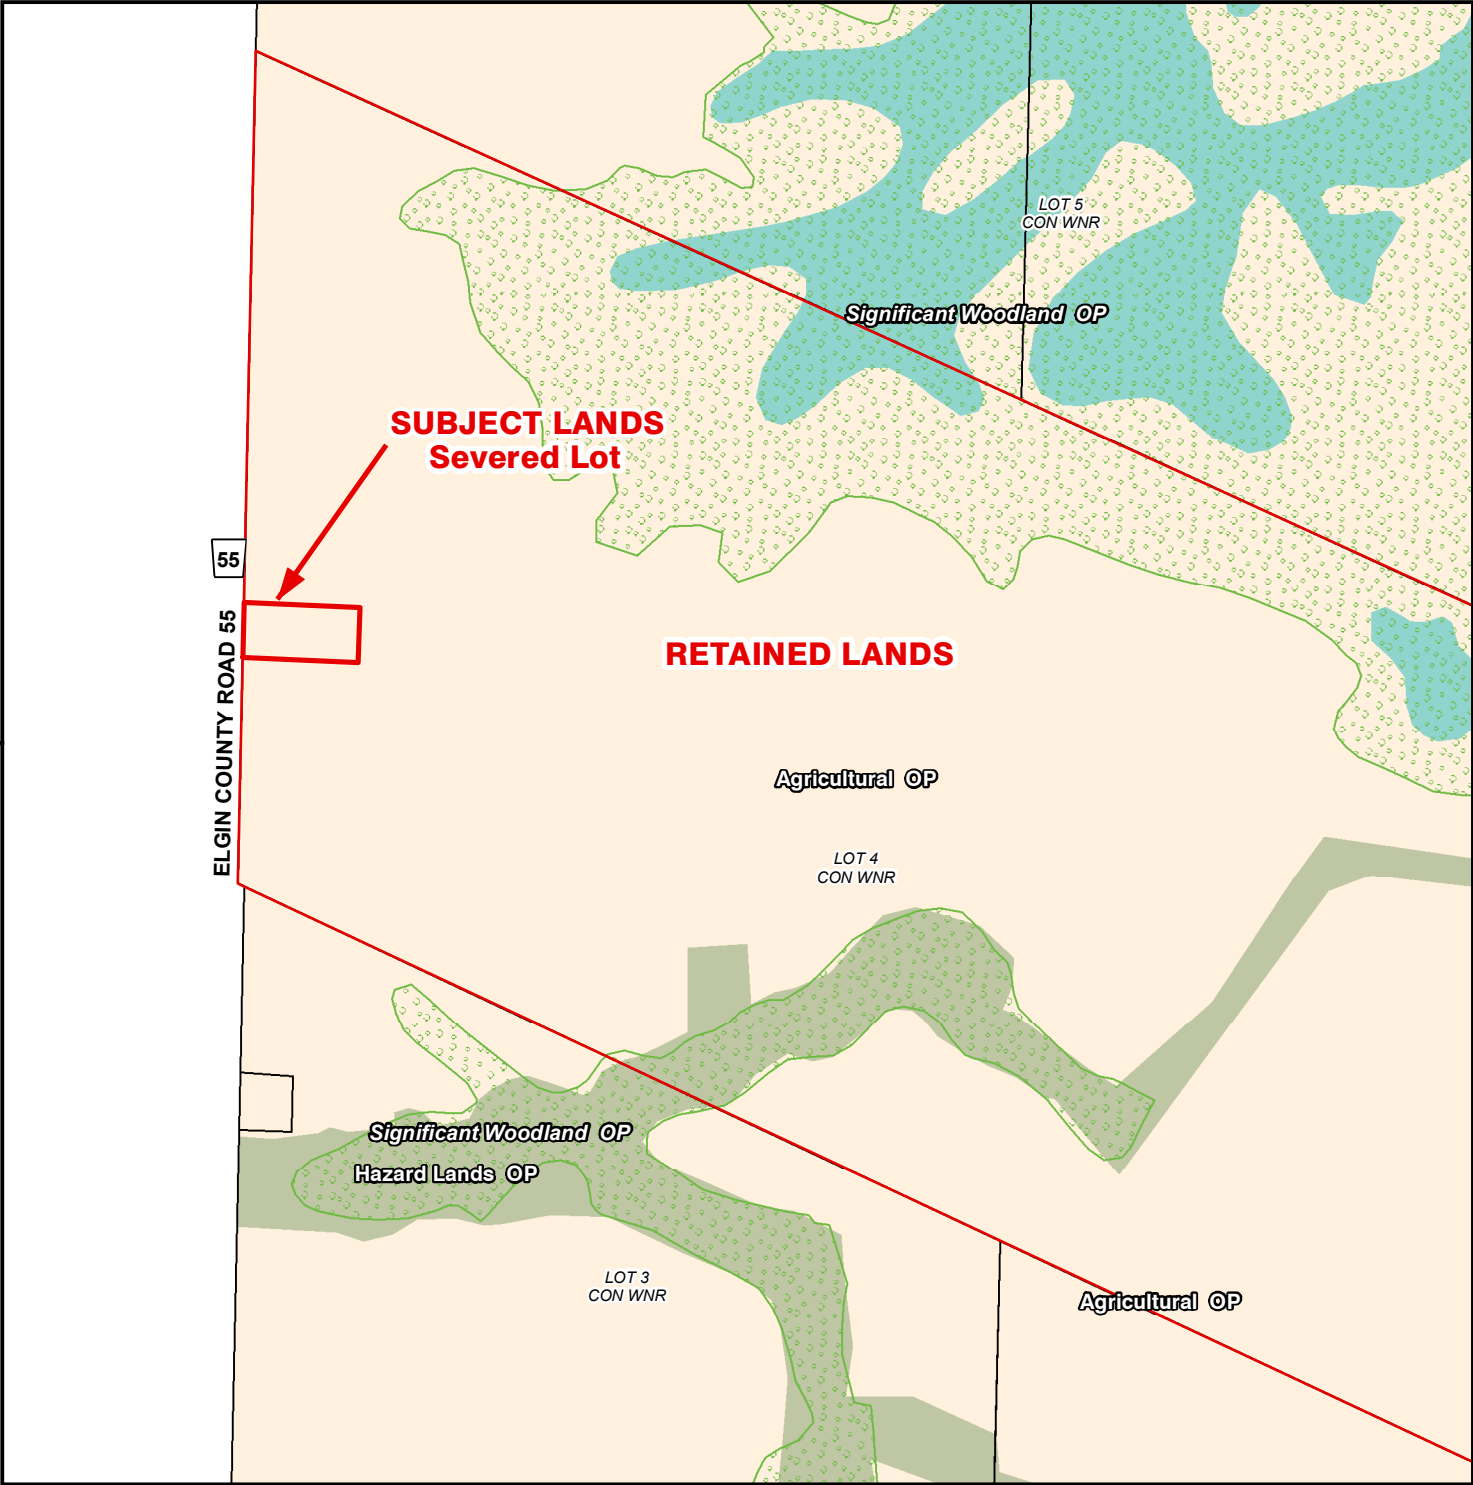 LOT 5
CON WNR
Significant Woodland OP
SUBJECT LANDS
Severed Lot
55
ELGIN COUNTY ROAD 55
RETAINED LANDS
Agricultural OP
LOT 4
CON WNR
Significant Woodland OP
Hazard Lands OP
LOT 3
CON WNR
Agricultural OP